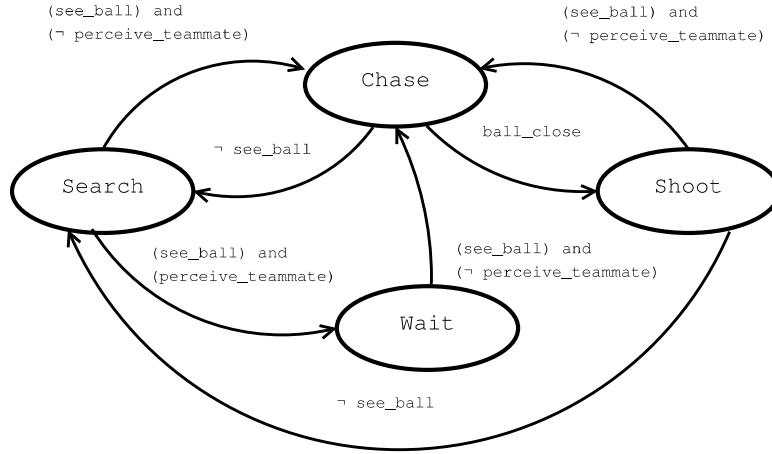 (see_ball) and
(¬ perceive_teammate)
(see_ball) and
(¬ perceive_teammate)
Chase
¬ see_ball
ball_close
Search
Shoot
(see_ball) and
(perceive_teammate)
(see_ball) and
(¬ perceive_teammate)
Wait
¬ see_ball